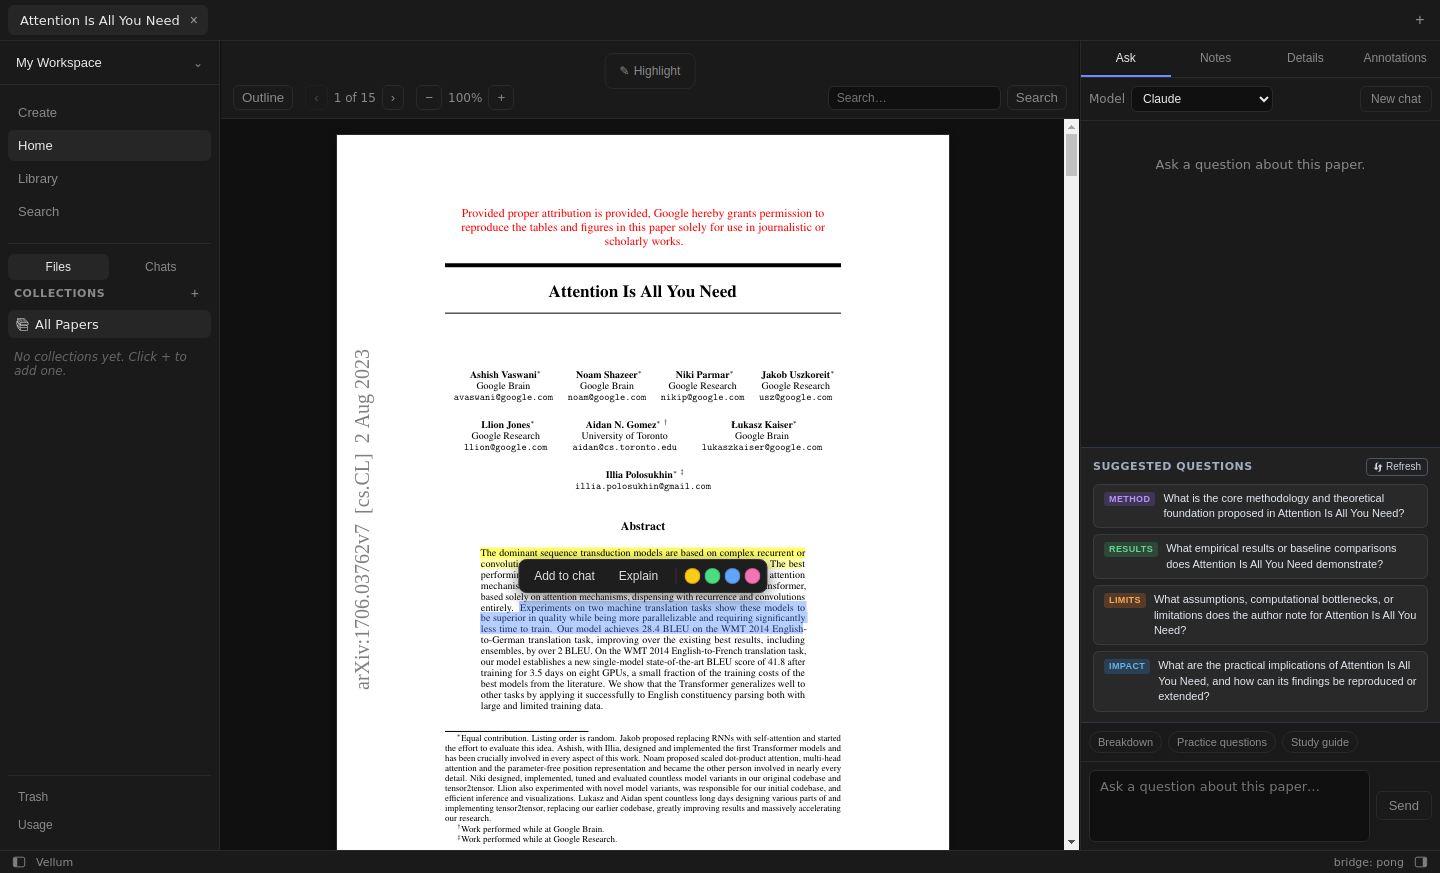 Attention Is All You Need ×
+
My Workspace
Create
Home
Library
Search
Files Chats
COLLECTIONS +
All Papers
No collections yet. Click + to
add one.
Trash
Usage
Highlight
Outline
‹ 1 of 15 ›
− 100% +
Search…
Search
Provided proper attribution is provided, Google hereby grants permission to
reproduce the tables and figures in this paper solely for use in journalistic or
scholarly works.
Attention Is All You Need
arXiv:1706.03762v7 [cs.CL] 2 Aug 2023
Ashish Vaswani* Noam Shazeer* Niki Parmar* Jakob Uszkoreit*
Google Brain Google Brain Google Research Google Research
avaswani@google.com noam@google.com nikip@google.com usz@google.com
Llion Jones* Aidan N. Gomez* † Łukasz Kaiser*
Google Research University of Toronto Google Brain
llion@google.com aidan@cs.toronto.edu lukaszkaiser@google.com
Illia Polosukhin* ‡
illia.polosukhin@gmail.com
Abstract
The dominant sequence transduction models are based on complex recurrent or
The best
attention
Add to chat Explain
based solely on attention mechanisms, dispensing with recurrence and convolutions
entirely. Experiments on two machine translation tasks show these models to
be superior in quality while being more parallelizable and requiring significantly
less time to train. Our model achieves 28.4 BLEU on the WMT 2014 English-
to-German translation task, improving over the existing best results, including
ensembles, by over 2 BLEU. On the WMT 2014 English-to-French translation task,
our model establishes a new single-model state-of-the-art BLEU score of 41.8 after
training for 3.5 days on eight GPUs, a small fraction of the training costs of the
best models from the literature. We show that the Transformer generalizes well to
other tasks by applying it successfully to English constituency parsing both with
large and limited training data.
*Equal contribution. Listing order is random. Jakob proposed replacing RNNs with self-attention and started
the effort to evaluate this idea. Ashish, with Illia, designed and implemented the first Transformer models and
has been crucially involved in every aspect of this work. Noam proposed scaled dot-product attention, multi-head
attention and the parameter-free position representation and became the other person involved in nearly every
detail. Niki designed, implemented, tuned and evaluated countless model variants in our original codebase and
tensor2tensor. Llion also experimented with novel model variants, was responsible for our initial codebase, and
efficient inference and visualizations. Lukasz and Aidan spent countless long days designing various parts of and
implementing tensor2tensor, replacing our earlier codebase, greatly improving results and massively accelerating
our research.
†Work performed while at Google Brain.
‡Work performed while at Google Research.
Ask Notes Details Annotations
Model Claude New chat
Ask a question about this paper.
SUGGESTED QUESTIONS Refresh
METHOD What is the core methodology and theoretical
foundation proposed in Attention Is All You Need?
RESULTS What empirical results or baseline comparisons
does Attention Is All You Need demonstrate?
LIMITS What assumptions, computational bottlenecks, or
limitations does the author note for Attention Is All You
Need?
IMPACT What are the practical implications of Attention Is All
You Need, and how can its findings be reproduced or
extended?
Breakdown Practice questions Study guide
Ask a question about this paper…
Send
Vellum
bridge: pong